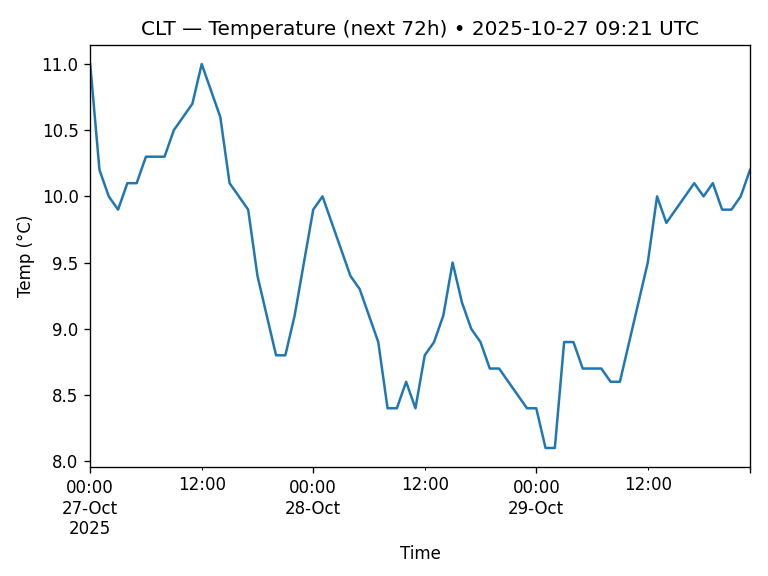 CLT — Temperature (next 72h) • 2025-10-27 09:21 UTC
11.0
10.5
10.0
9.5
9.0
8.5
8.0
Temp (°C)
00:00 12:00 00:00 12:00 00:00 12:00
27-Oct 28-Oct 29-Oct
2025
Time